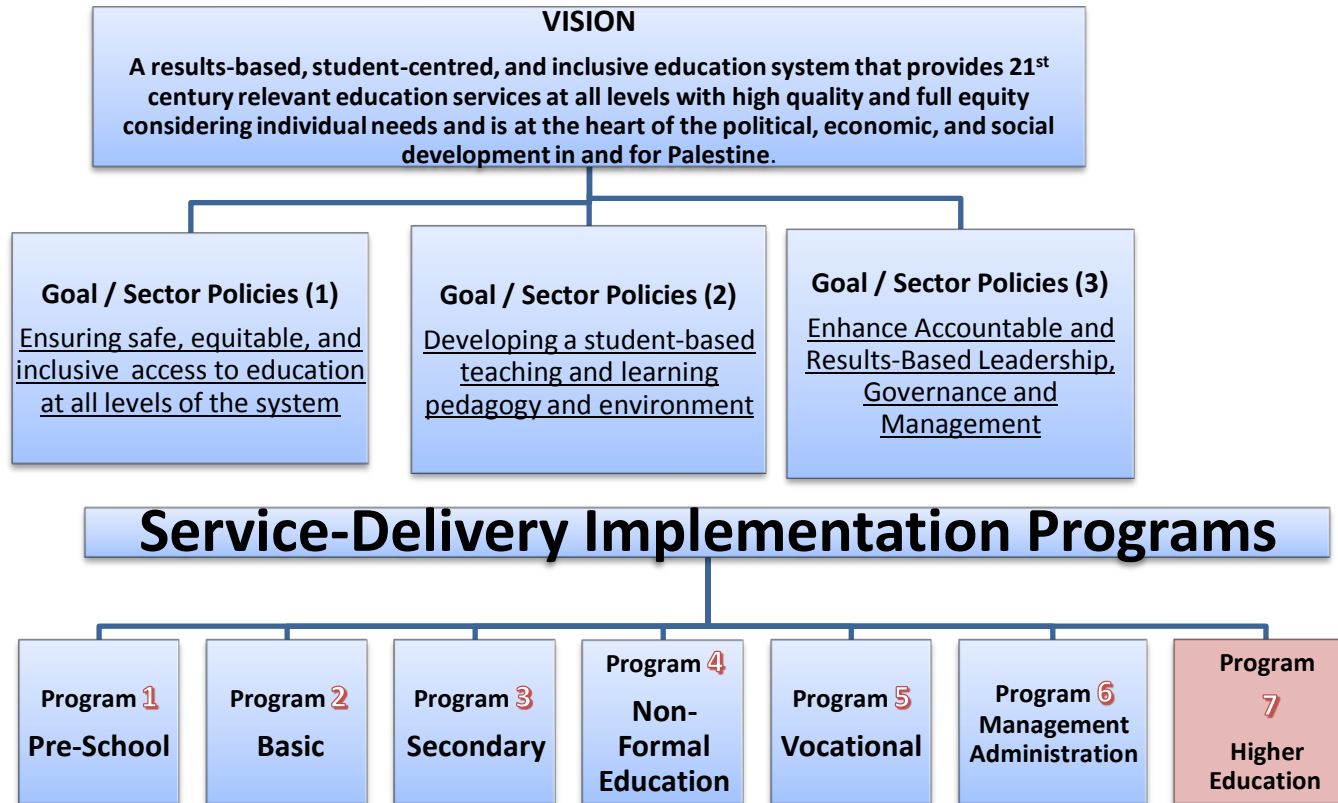 VISION
A results-based, student-centred, and inclusive education system that provides 21st
century relevant education services at all levels with high quality and full equity
considering individual needs and is at the heart of the political, economic, and social
development in and for Palestine.
Goal / Sector Policies (1)
Ensuring safe, equitable, and
inclusive access to education
at all levels of the system
Goal / Sector Policies (2)
Developing a student-based
teaching and learning
pedagogy and environment
Goal / Sector Policies (3)
Enhance Accountable and
Results-Based Leadership,
Governance and
Management
Service-Delivery Implementation Programs
Program 1
Pre-School
Program 2
Basic
Program 3
Secondary
Program 4
Non-
Formal
Education
Program 5
Vocational
Program 6
Management
Administration
Program
7
Higher
Education